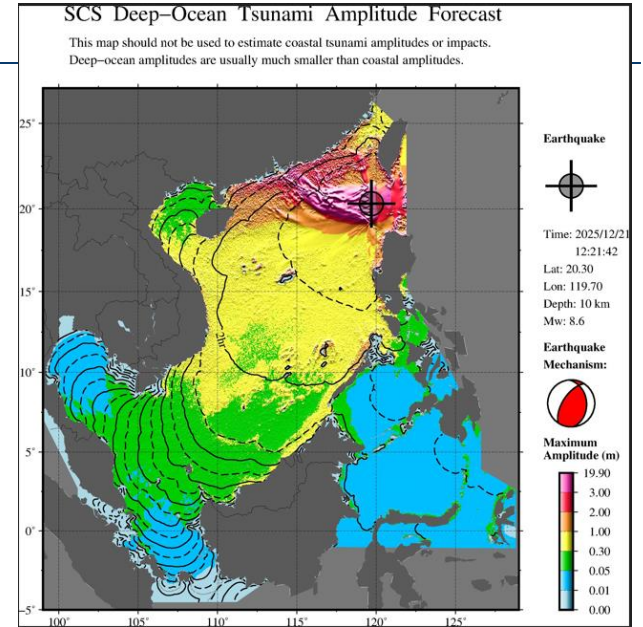 SCS Deep−Ocean Tsunami Amplitude Forecast
This map should not be used to estimate coastal tsunami amplitudes or impacts.
Deep−ocean amplitudes are usually much smaller than coastal amplitudes.
25˚
20˚
15˚
10˚
5˚
0˚
−5˚
100˚
105˚
110˚
115˚
120˚
125˚
2hr
Earthquake
Time: 2025/12/21
12:21:42
Lat: 20.30
Lon: 119.70
Depth: 10 km
Mw: 8.6
Earthquake
Mechanism:
Maximum
Amplitude (m)
19.90
3.00
2.00
1.00
0.30
0.05
0.01
0.00